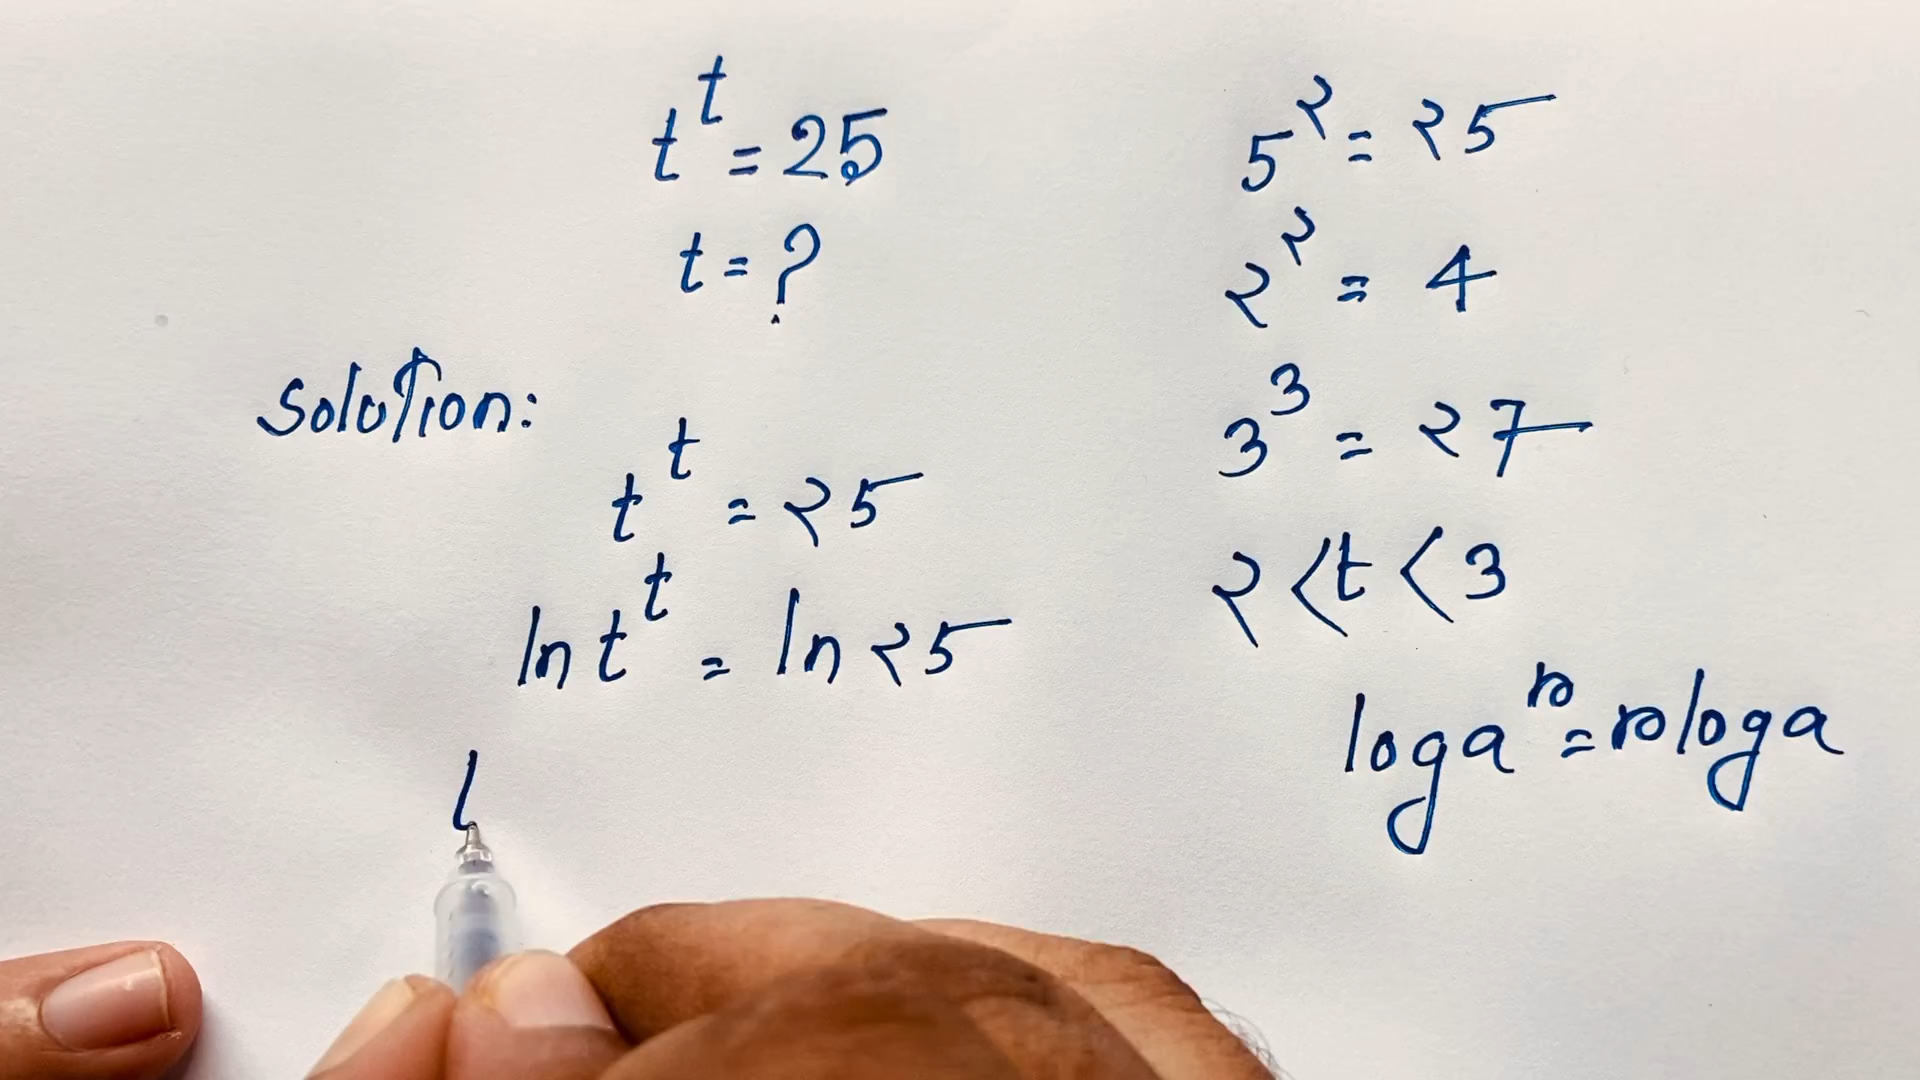 t^t = 25
t = ?
Solution:
t^t = 25
ln t^t = ln 25
5^2 = 25
2^2 = 4
3^3 = 27
2 < t < 3
log a^n = n log a